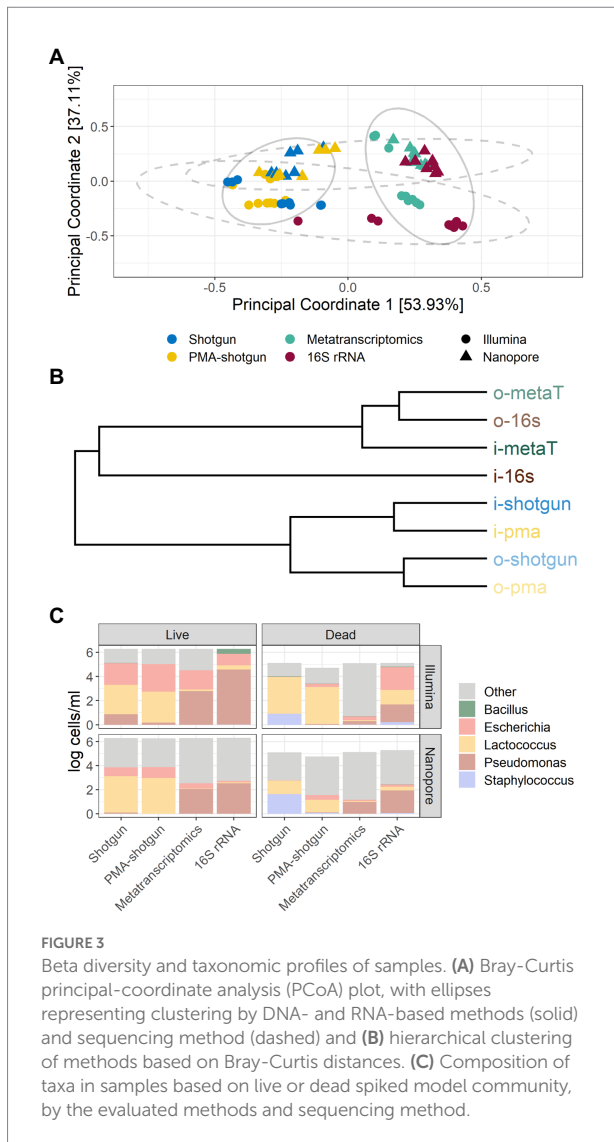 A
Principal Coordinate 2 [37.11%]
0.5
0.0
-0.5
-0.5
0.0
0.5
Principal Coordinate 1 [53.93%]
Shotgun
Metatranscriptomics
Illumina
PMA-shotgun
16S rRNA
Nanopore
B
o-metaT
o-16s
i-metaT
i-16s
i-shotgun
i-pma
o-shotgun
o-pma
C
Live
Dead
log cells/ml
6
4
2
0
Illumina
6
4
2
0
Nanopore
Shotgun
PMA-shotgun
Metatranscriptomics
16S rRNA
Shotgun
PMA-shotgun
Metatranscriptomics
16S rRNA
Other
Bacillus
Escherichia
Lactococcus
Pseudomonas
Staphylococcus
FIGURE 3
Beta diversity and taxonomic profiles of samples. (A) Bray-Curtis
principal-coordinate analysis (PCoA) plot, with ellipses
representing clustering by DNA- and RNA-based methods (solid)
and sequencing method (dashed) and (B) hierarchical clustering
of methods based on Bray-Curtis distances. (C) Composition of
taxa in samples based on live or dead spiked model community,
by the evaluated methods and sequencing method.